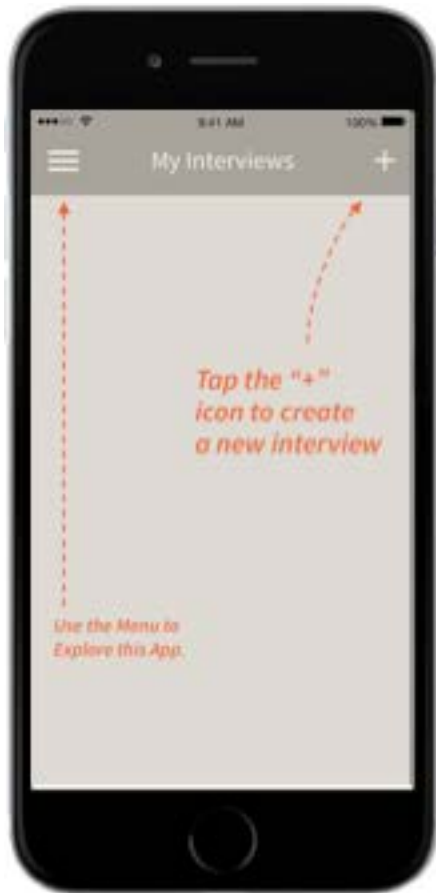 9:41 AM 100%
My Interviews +
Tap the “+”
icon to create
a new interview
Use the Menu to
Explore this App.